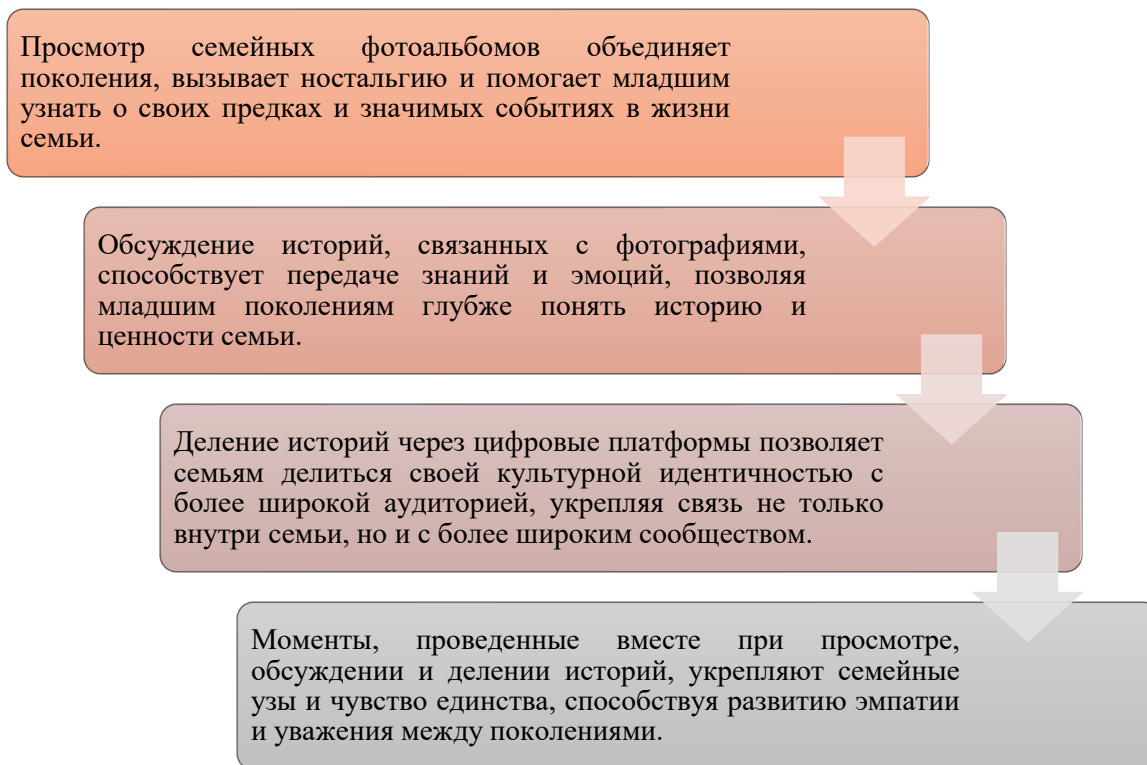 Просмотр семейных фотоальбомов объединяет
поколения, вызывает ностальгию и помогает младшим
узнать о своих предках и значимых событиях в жизни
семьи.
Обсуждение историй, связанных с фотографиями,
способствует передаче знаний и эмоций, позволяя
младшим поколениям глубже понять историю и
ценности семьи.
Деление историй через цифровые платформы позволяет
семьям делиться своей культурной идентичностью с
более широкой аудиторией, укрепляя связь не только
внутри семьи, но и с более широким сообществом.
Моменты, проведенные вместе при просмотре,
обсуждении и делении историй, укрепляют семейные
узы и чувство единства, способствуя развитию эмпатии
и уважения между поколениями.